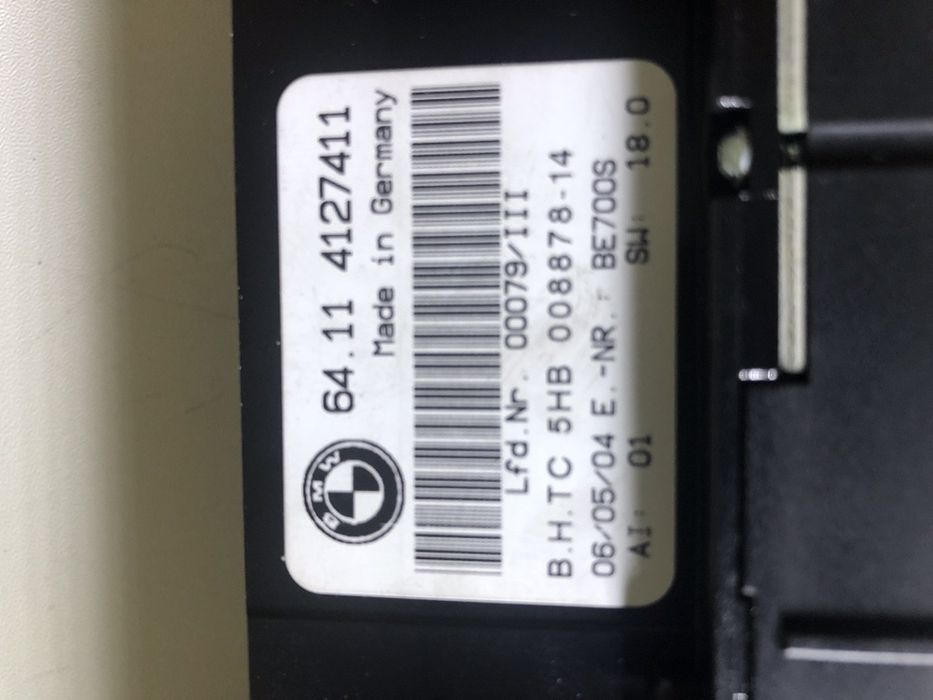 BMW
64.11 4127411
Made in Germany
Lfd.Nr. 00079/III
B.H.TC 5HB 008878-14
06/05/04 E.-NR.: BE700S
AI: 01 SW: 18.0